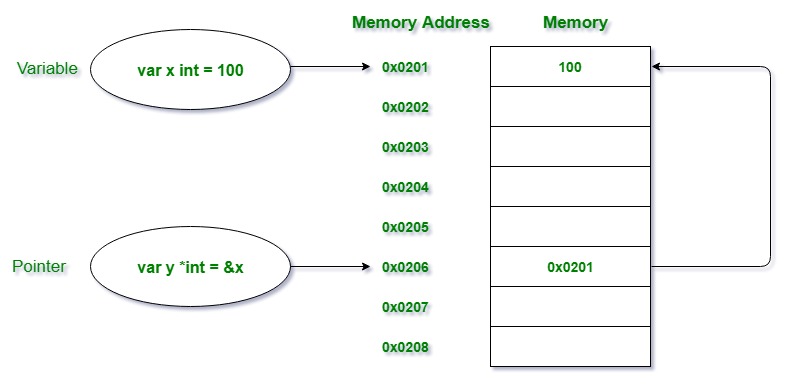 Memory Address Memory
Variable var x int = 100 0x0201 100
0x0202
0x0203
0x0204
0x0205
Pointer var y *int = &x 0x0206 0x0201
0x0207
0x0208